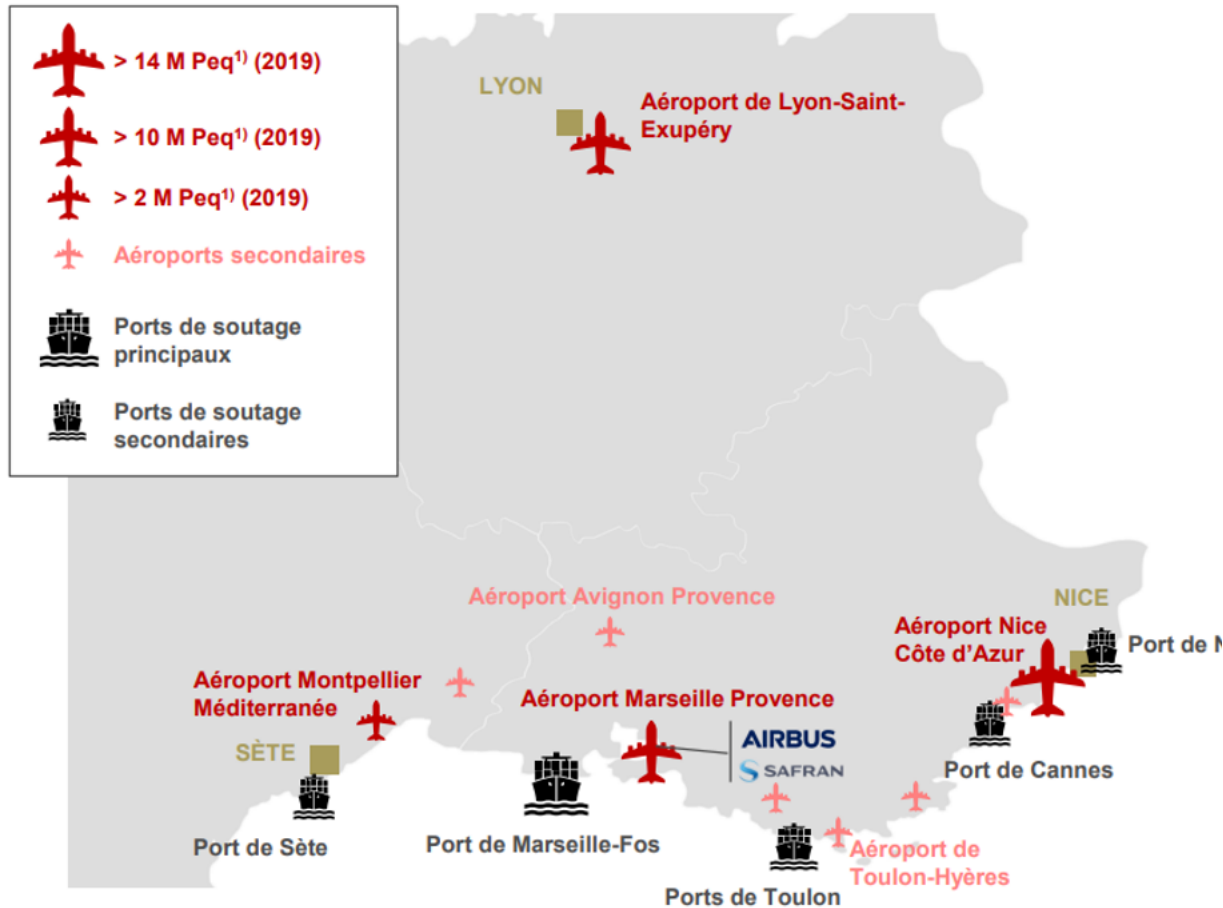 > 14 M Peq¹⁾ (2019)
> 10 M Peq¹⁾ (2019)
> 2 M Peq¹⁾ (2019)
Aéroports secondaires
Ports de soutage
principaux
Ports de soutage
secondaires
LYON
Aéroport de Lyon-Saint-
Exupéry
Aéroport Avignon Provence
NICE
Aéroport Nice
Côte d'Azur
Port de N
Aéroport Montpellier
Méditerranée
Aéroport Marseille Provence
AIRBUS
SAFRAN
SÈTE
Port de Cannes
Port de Sète
Port de Marseille-Fos
Aéroport de
Toulon-Hyères
Ports de Toulon